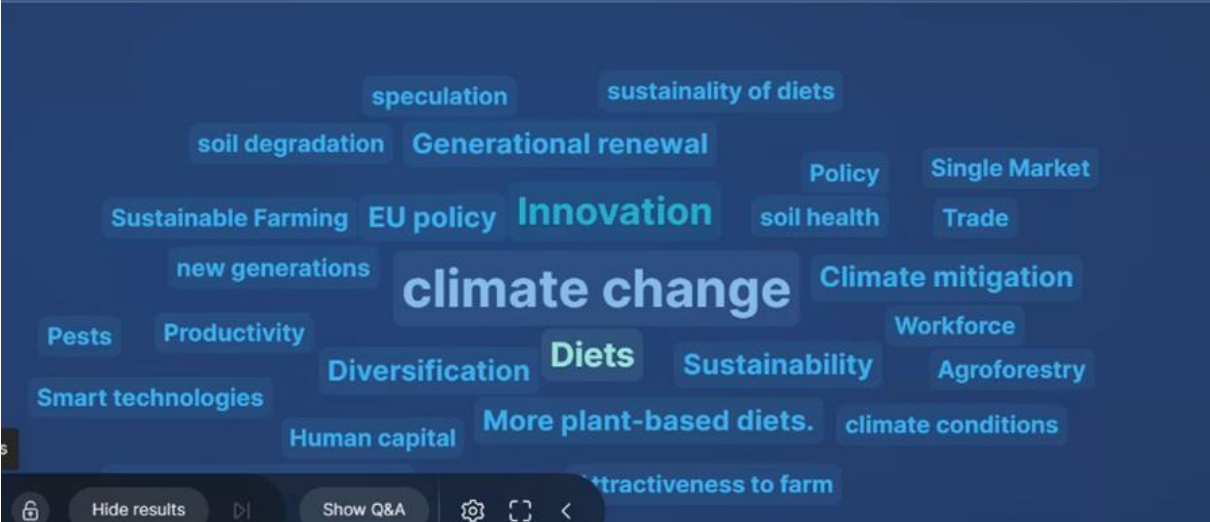 speculation
sustainality of diets
soil degradation
Generational renewal
Policy
Single Market
Sustainable Farming
EU policy
Innovation
soil health
Trade
new generations
climate change
Climate mitigation
Pests
Productivity
Workforce
Diversification
Diets
Sustainability
Agroforestry
Smart technologies
More plant-based diets.
climate conditions
Human capital
s
ttractiveness to farm
Hide results
Show Q&A